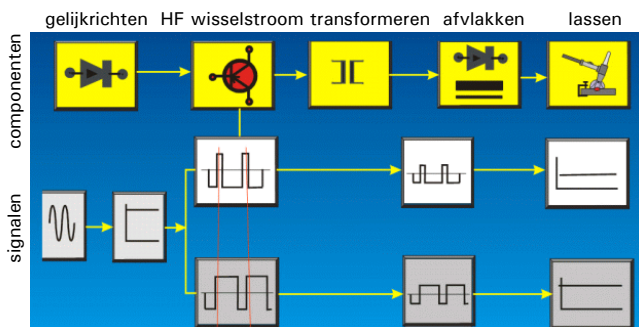 gelijkrichten HF wisselstroom transformeren afvlakken lassen
componenten
signalen